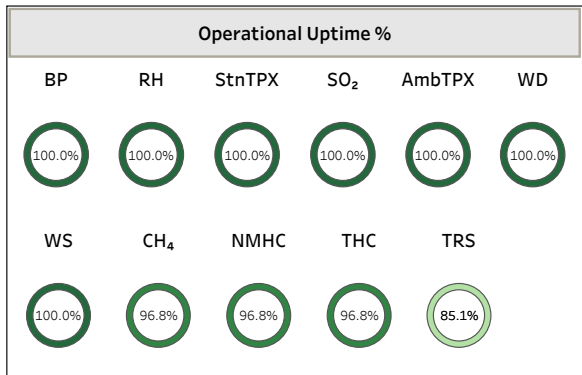 Operational Uptime %
BP RH StnTPX SO₂ AmbTPX WD
100.0% 100.0% 100.0% 100.0% 100.0% 100.0%
WS CH₄ NMHC THC TRS
100.0% 96.8% 96.8% 96.8% 85.1%